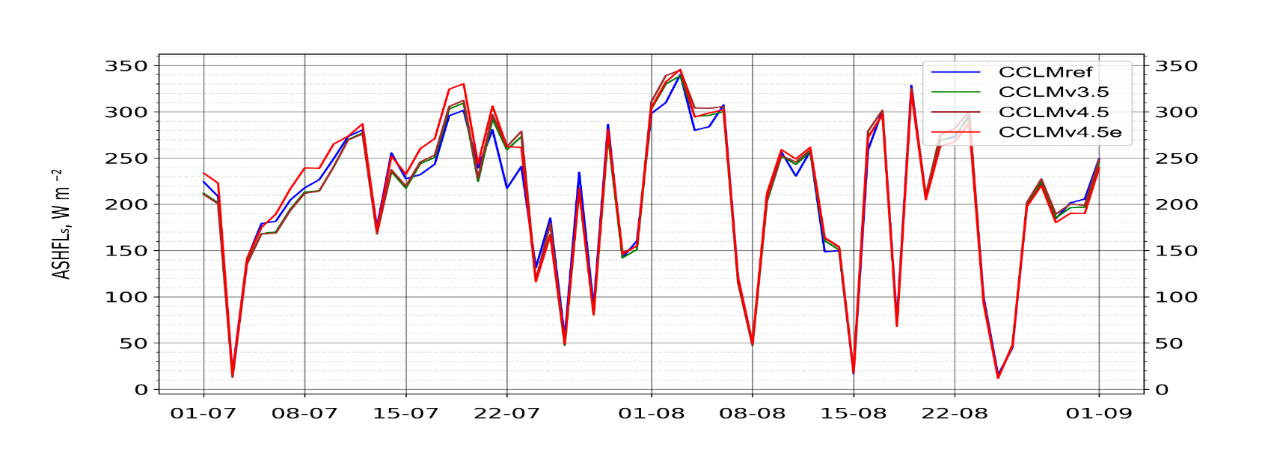 350 350
300 300
250 250
200 200
150 150
100 100
50 50
0 0
ASHFLs, W m⁻²
CCLMref
CCLMv3.5
CCLMv4.5
CCLMv4.5e
01-07 08-07 15-07 22-07 01-08 08-08 15-08 22-08 01-09